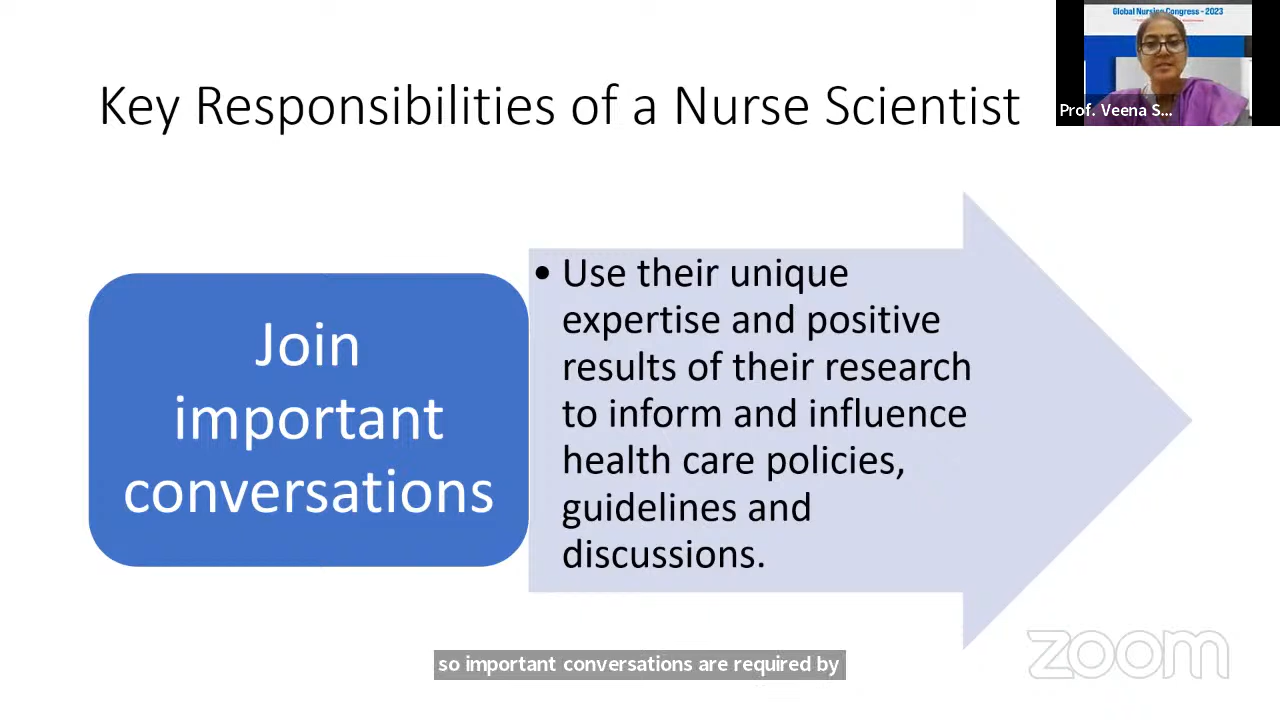 Global Nursing Congress - 2023
Prof. Veena S...
Key Responsibilities of a Nurse Scientist
Join
important
conversations
• Use their unique
expertise and positive
results of their research
to inform and influence
health care policies,
guidelines and
discussions.
so important conversations are required by
zoom